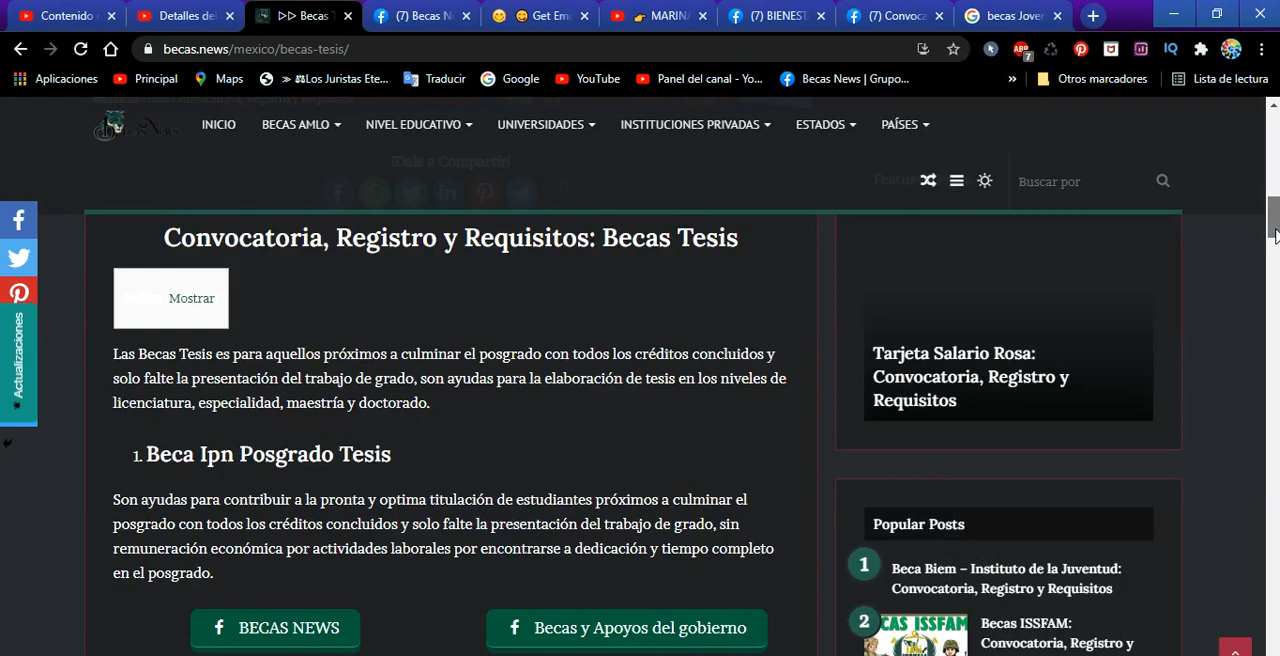 Contenido
Detalles del
▷▷ Becas T
(7) Becas N
Get Em
MARIN
(7) BIENEST
(7) Convoca
becas Jove
becas.news/mexico/becas-tesis/
ABP
7
IQ
Aplicaciones
Principal
Maps
» ⚖Los Juristas Ete...
Traducir
Google
YouTube
Panel del canal - Yo...
Becas News | Grupo...
»
Otros marcadores
Lista de lectura
INICIO
BECAS AMLO
NIVEL EDUCATIVO
UNIVERSIDADES
INSTITUCIONES PRIVADAS
ESTADOS
PAÍSES
¡Dale a Compartir!
Buscar por
Actualizaciones
Convocatoria, Registro y Requisitos: Becas Tesis
Mostrar
Las Becas Tesis es para aquellos próximos a culminar el posgrado con todos los créditos concluidos y
solo falte la presentación del trabajo de grado, son ayudas para la elaboración de tesis en los niveles de
licenciatura, especialidad, maestría y doctorado.
1. Beca Ipn Posgrado Tesis
Son ayudas para contribuir a la pronta y optima titulación de estudiantes próximos a culminar el
posgrado con todos los créditos concluidos y solo falte la presentación del trabajo de grado, sin
remuneración económica por actividades laborales por encontrarse a dedicación y tiempo completo
en el posgrado.
BECAS NEWS
Becas y Apoyos del gobierno
Tarjeta Salario Rosa:
Convocatoria, Registro y
Requisitos
Popular Posts
1
Beca Biem – Instituto de la Juventud:
Convocatoria, Registro y Requisitos
2
CAS ISSFAM
Becas ISSFAM:
Convocatoria, Registro y